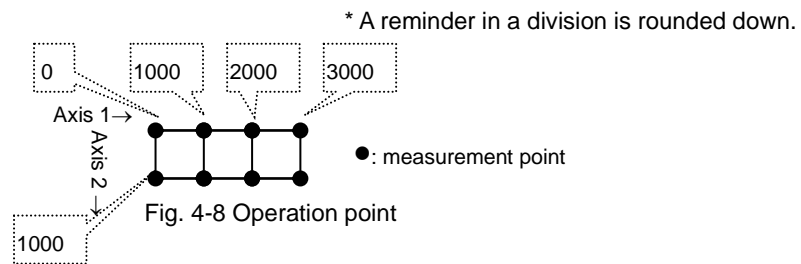 * A reminder in a division is rounded down.
0 1000 2000 3000
Axis 1→
Axis 2→
●: measurement point
1000
Fig. 4-8 Operation point